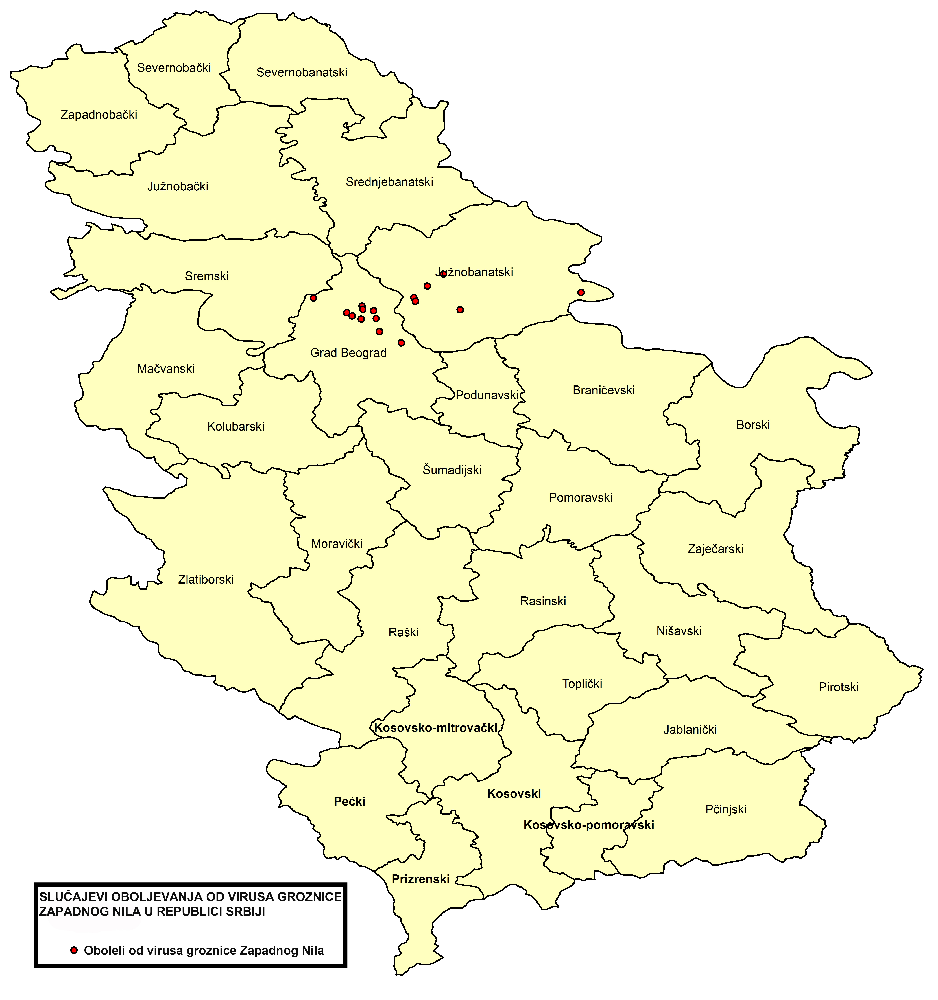 Severnobački
Severnobanatski
Zapadnobački
Južnobački
Srednjebanatski
Sremski
Južnobanatski
Grad Beograd
Mačvanski
Podunavski
Braničevski
Kolubarski
Borski
Šumadijski
Pomoravski
Moravički
Zaječarski
Zlatiborski
Rasinski
Raški
Nišavski
Toplički
Pirotski
Kosovsko-mitrovački
Jablanički
Pećki
Kosovski
Pčinjski
Kosovsko-pomoravski
Prizrenski
SLUČAJEVI OBOLJEVANJA OD VIRUSA GROZNICE
ZAPADNOG NILA U REPUBLICI SRBIJI
Oboleli od virusa groznice Zapadnog Nila